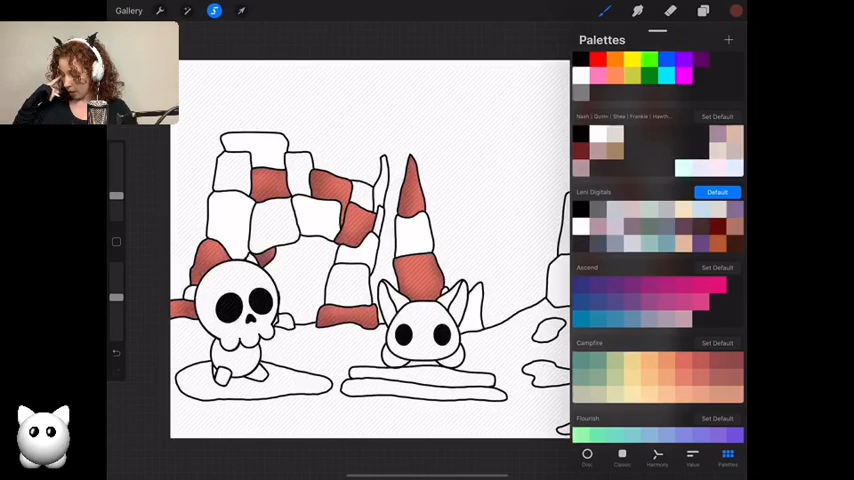 Gallery
Palettes
Nash | Quinn | Shea | Frankie | Hawth...
Set Default
Leni Digitals
Default
Ascend
Set Default
Campfire
Set Default
Flourish
Set Default
Disc
Classic
Harmony
Value
Palettes